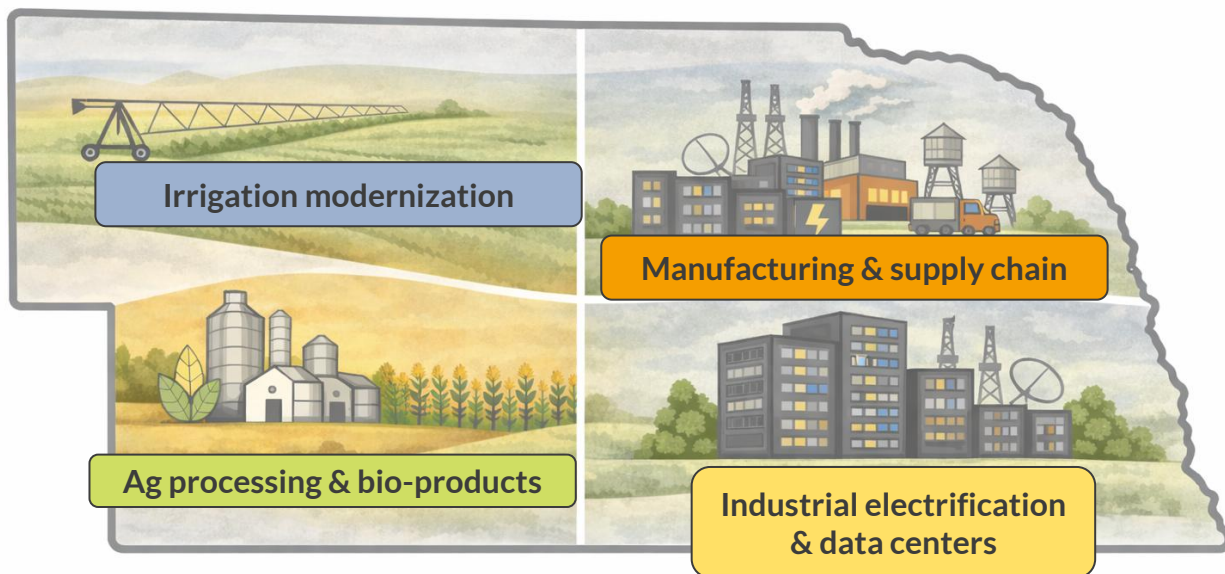 Irrigation modernization
Manufacturing & supply chain
Ag processing & bio-products
Industrial electrification
& data centers